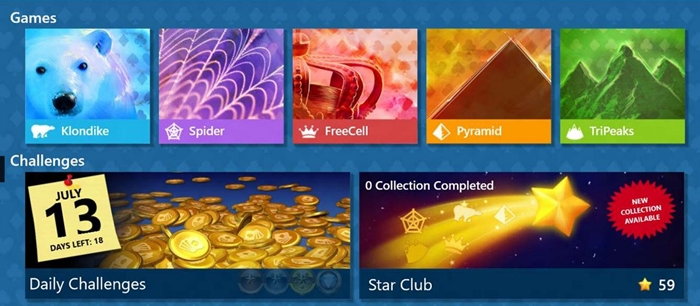 Games
Klondike
Spider
FreeCell
Pyramid
TriPeaks
Challenges
JULY
13
DAYS LEFT: 18
Daily Challenges
0 Collection Completed
NEW
COLLECTION
AVAILABLE
Star Club
59